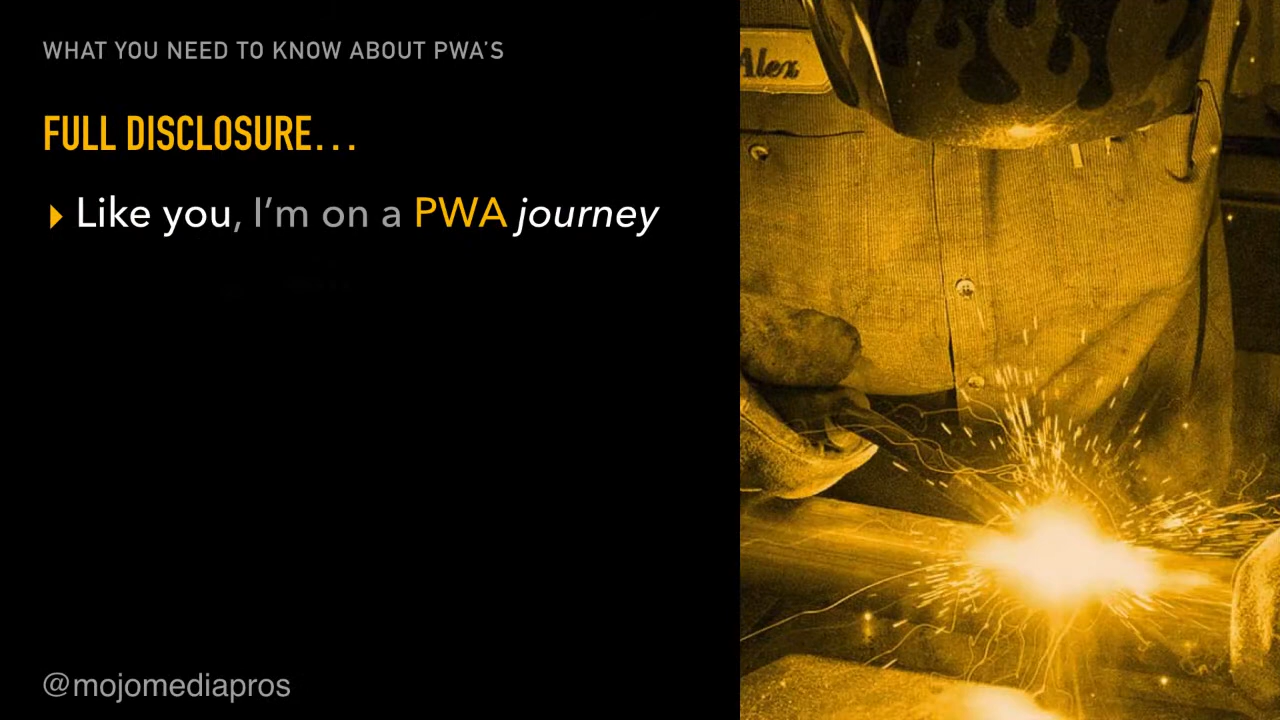 WHAT YOU NEED TO KNOW ABOUT PWA’S
FULL DISCLOSURE…
Like you, I’m on a PWA journey
@mojomediapros
Alex